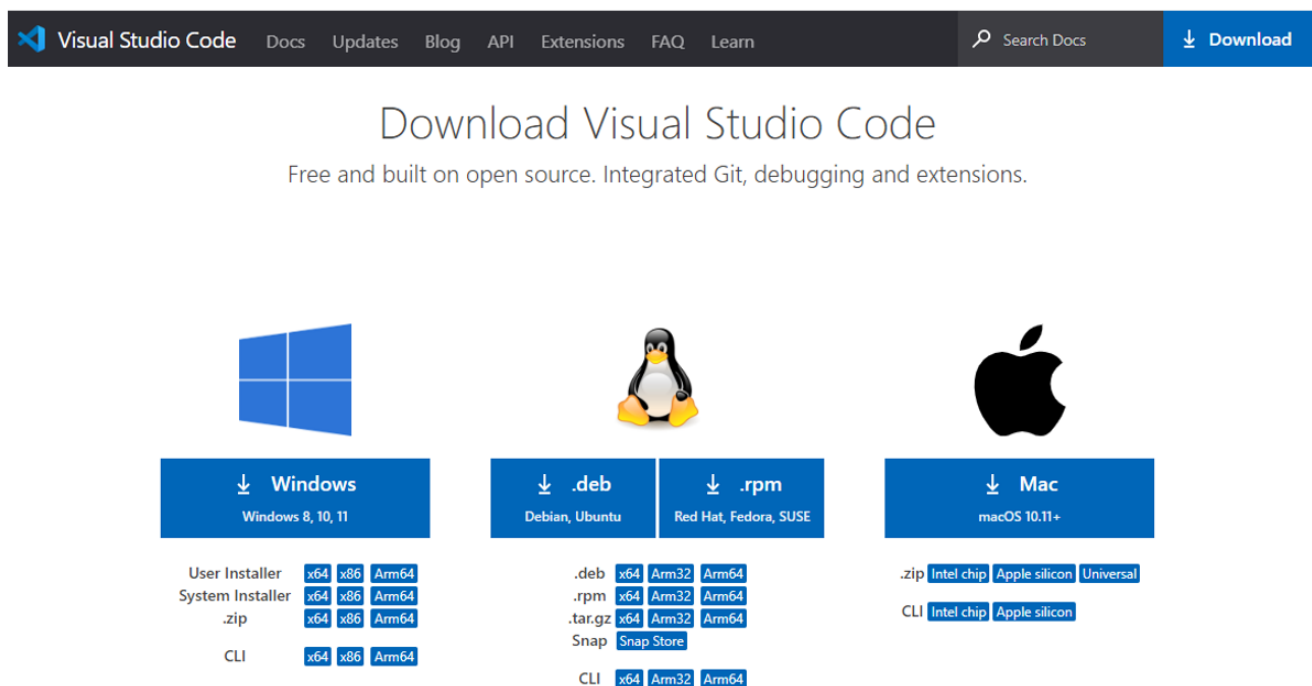 Visual Studio Code Docs Updates Blog API Extensions FAQ Learn Search Docs Download
Download Visual Studio Code
Free and built on open source. Integrated Git, debugging and extensions.
Windows
Windows 8, 10, 11
User Installer x64 x86 Arm64
System Installer x64 x86 Arm64
.zip x64 x86 Arm64
CLI x64 x86 Arm64
.deb
Debian, Ubuntu
.rpm
Red Hat, Fedora, SUSE
.deb x64 Arm32 Arm64
.rpm x64 Arm32 Arm64
.tar.gz x64 Arm32 Arm64
Snap Snap Store
CLI x64 Arm32 Arm64
Mac
macOS 10.11+
.zip Intel chip Apple silicon Universal
CLI Intel chip Apple silicon